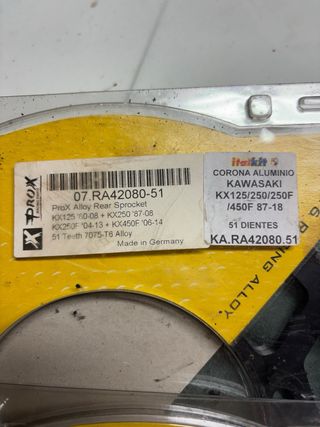 PROX
07.RA42080-51
ProX Alloy Rear Sprocket
KX125 '80-08 + KX250 '87-08
KX250F '04-13 + KX450F '06-14
51 Teeth 7075-T6 Alloy
Made in Germany
italkit
CORONA ALUMINIO
KAWASAKI
KX125/250/250F
/450F 87-18
51 DIENTES
KA.RA42080.51
ALLOY